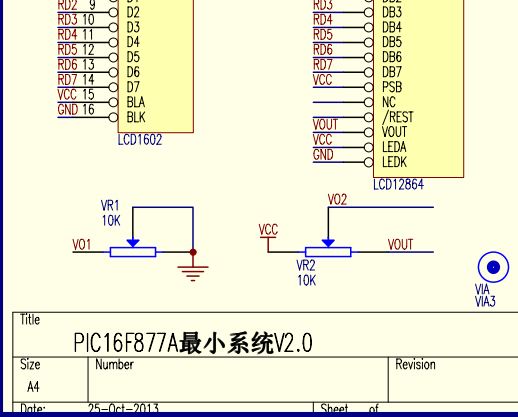 RD2 9 D2
RD3 10 D3
RD4 11 D4
RD5 12 D5
RD6 13 D6
RD7 14 D7
VCC 15 BLA
GND 16 BLK
LCD1602
RD3 DB3
RD4 DB4
RD5 DB5
RD6 DB6
RD7 DB7
VCC PSB
NC
/REST
VOUT VOUT
VCC LEDA
GND LEDK
LCD12864
VR1
10K
VO1
VCC
VO2
VR2
10K
VOUT
VIA
VIA3
Title
PIC16F877A最小系统V2.0
Size
A4
Number
Revision
Date: 25-Oct-2013
Sheet of